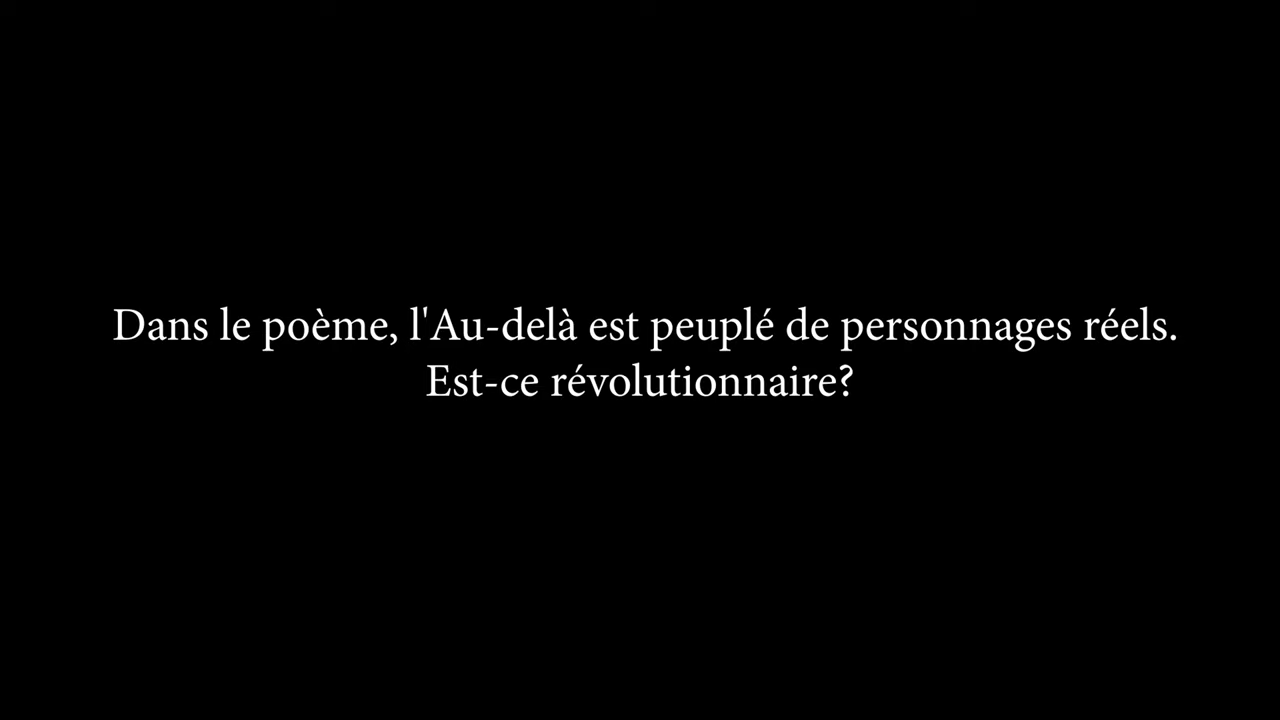 Dans le poème, l'Au-delà est peuplé de personnages réels.
Est-ce révolutionnaire?